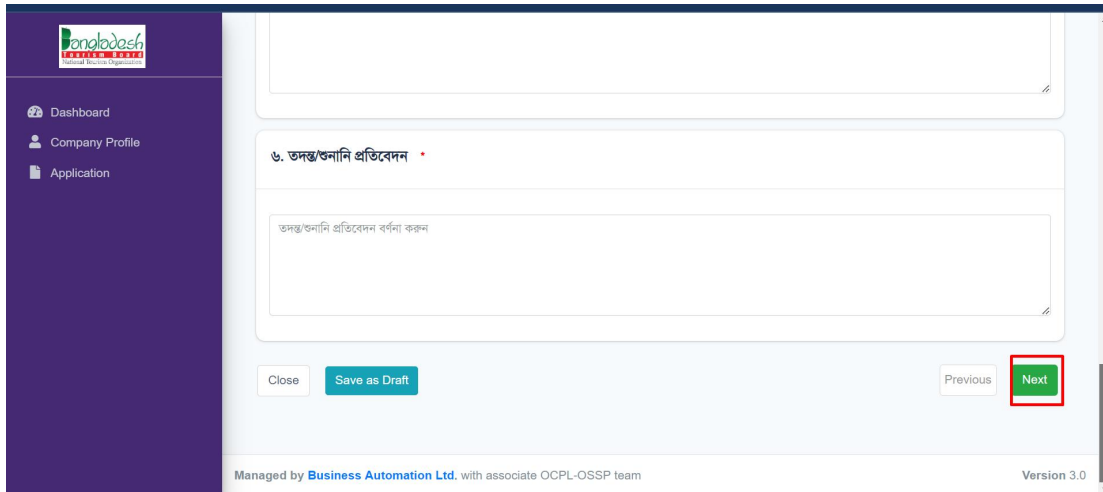 Bangladesh
Tourism Board
National Tourism Organization
Dashboard
Company Profile
Application
৬. তদন্ত/শুনানি প্রতিবেদন *
তদন্ত/শুনানি প্রতিবেদন বর্ণনা করুন
Close Save as Draft Previous Next
Managed by Business Automation Ltd. with associate OCPL-OSSP team Version 3.0